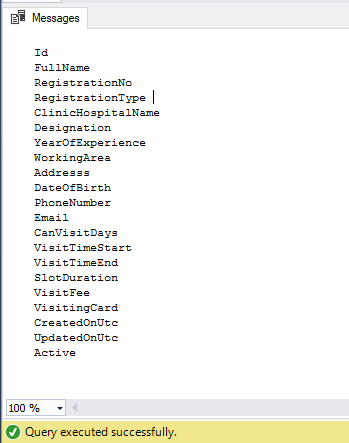 Messages
Id
FullName
RegistrationNo
RegistrationType
ClinicHospitalName
Designation
YearOfExperience
WorkingArea
Addresss
DateOfBirth
PhoneNumber
Email
CanVisitDays
VisitTimeStart
VisitTimeEnd
SlotDuration
VisitFee
VisitingCard
CreatedOnUtc
UpdatedOnUtc
Active
100 %
Query executed successfully.